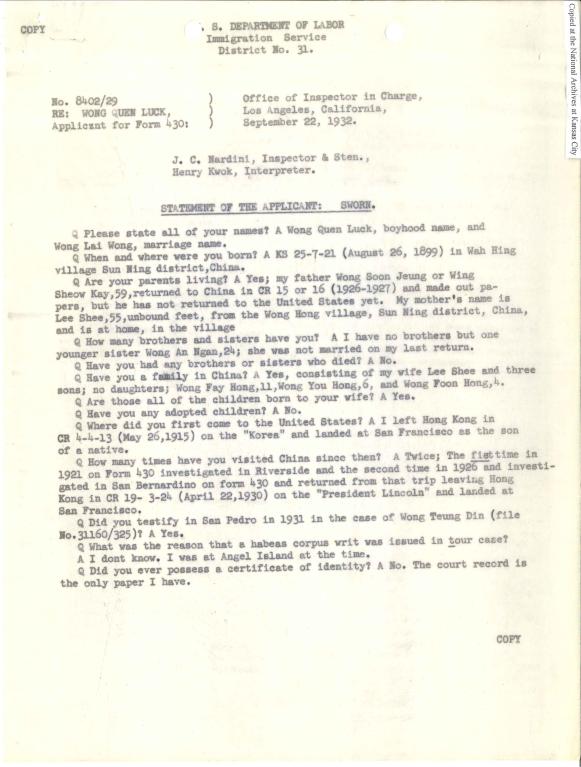 COPY
. S. DEPARTMENT OF LABOR
Immigration Service
District No. 31.
Copied at the National Archives at Kansas City
No. 8402/29 ) Office of Inspector in Charge,
RE: WONG QUEN LUCK, ) Los Angeles, California,
Applicant for Form 430: ) September 22, 1932.
J. C. Nardini, Inspector & Sten.,
Henry Kwok, Interpreter.
STATEMENT OF THE APPLICANT: SWORN.
Q Please state all of your names? A Wong Quen Luck, boyhood name, and
Wong Lai Wong, marriage name.
Q When and where were you born? A KS 25-7-21 (August 26, 1899) in Wah Hing
village Sun Ning district,China.
Q Are your parents living? A Yes; my father Wong Soon Jeung or Wing
Sheow Kay,59,returned to China in CR 15 or 16 (1926-1927) and made out pa-
pers, but he has not returned to the United States yet. My mother's name is
Lee Shee,55,unbound feet, from the Wong Hong village, Sun Ning district, China,
and is at home, in the village
Q How many brothers and sisters have you? A I have no brothers but one
younger sister Wong An Ngan,24; she was not married on my last return.
Q Have you had any brothers or sisters who died? A No.
Q Have you a family in China? A Yes, consisting of my wife Lee Shee and three
sons; no daughters; Wong Fay Hong,11,Wong You Hong,6, and Wong Foon Hong,4.
Q Are those all of the children born to your wife? A Yes.
Q Have you any adopted children? A No.
Q Where did you first come to the United States? A I left Hong Kong in
CR 4-4-13 (May 26,1915) on the "Korea" and landed at San Francisco as the son
of a native.
Q How many times have you visited China since then? A Twice; The fisttime in
1921 on Form 430 investigated in Riverside and the second time in 1926 and investi-
gated in San Bernardino on form 430 and returned from that trip leaving Hong
Kong in CR 19- 3-24 (April 22,1930) on the "President Lincoln" and landed at
San Francisco.
Q Did you testify in San Pedro in 1931 in the case of Wong Teung Din (file
No.31160/325)? A Yes.
Q What was the reason that a habeas corpus writ was issued in tour case?
A I dont know. I was at Angel Island at the time.
Q Did you ever possess a certificate of identity? A No. The court record is
the only paper I have.
COPY